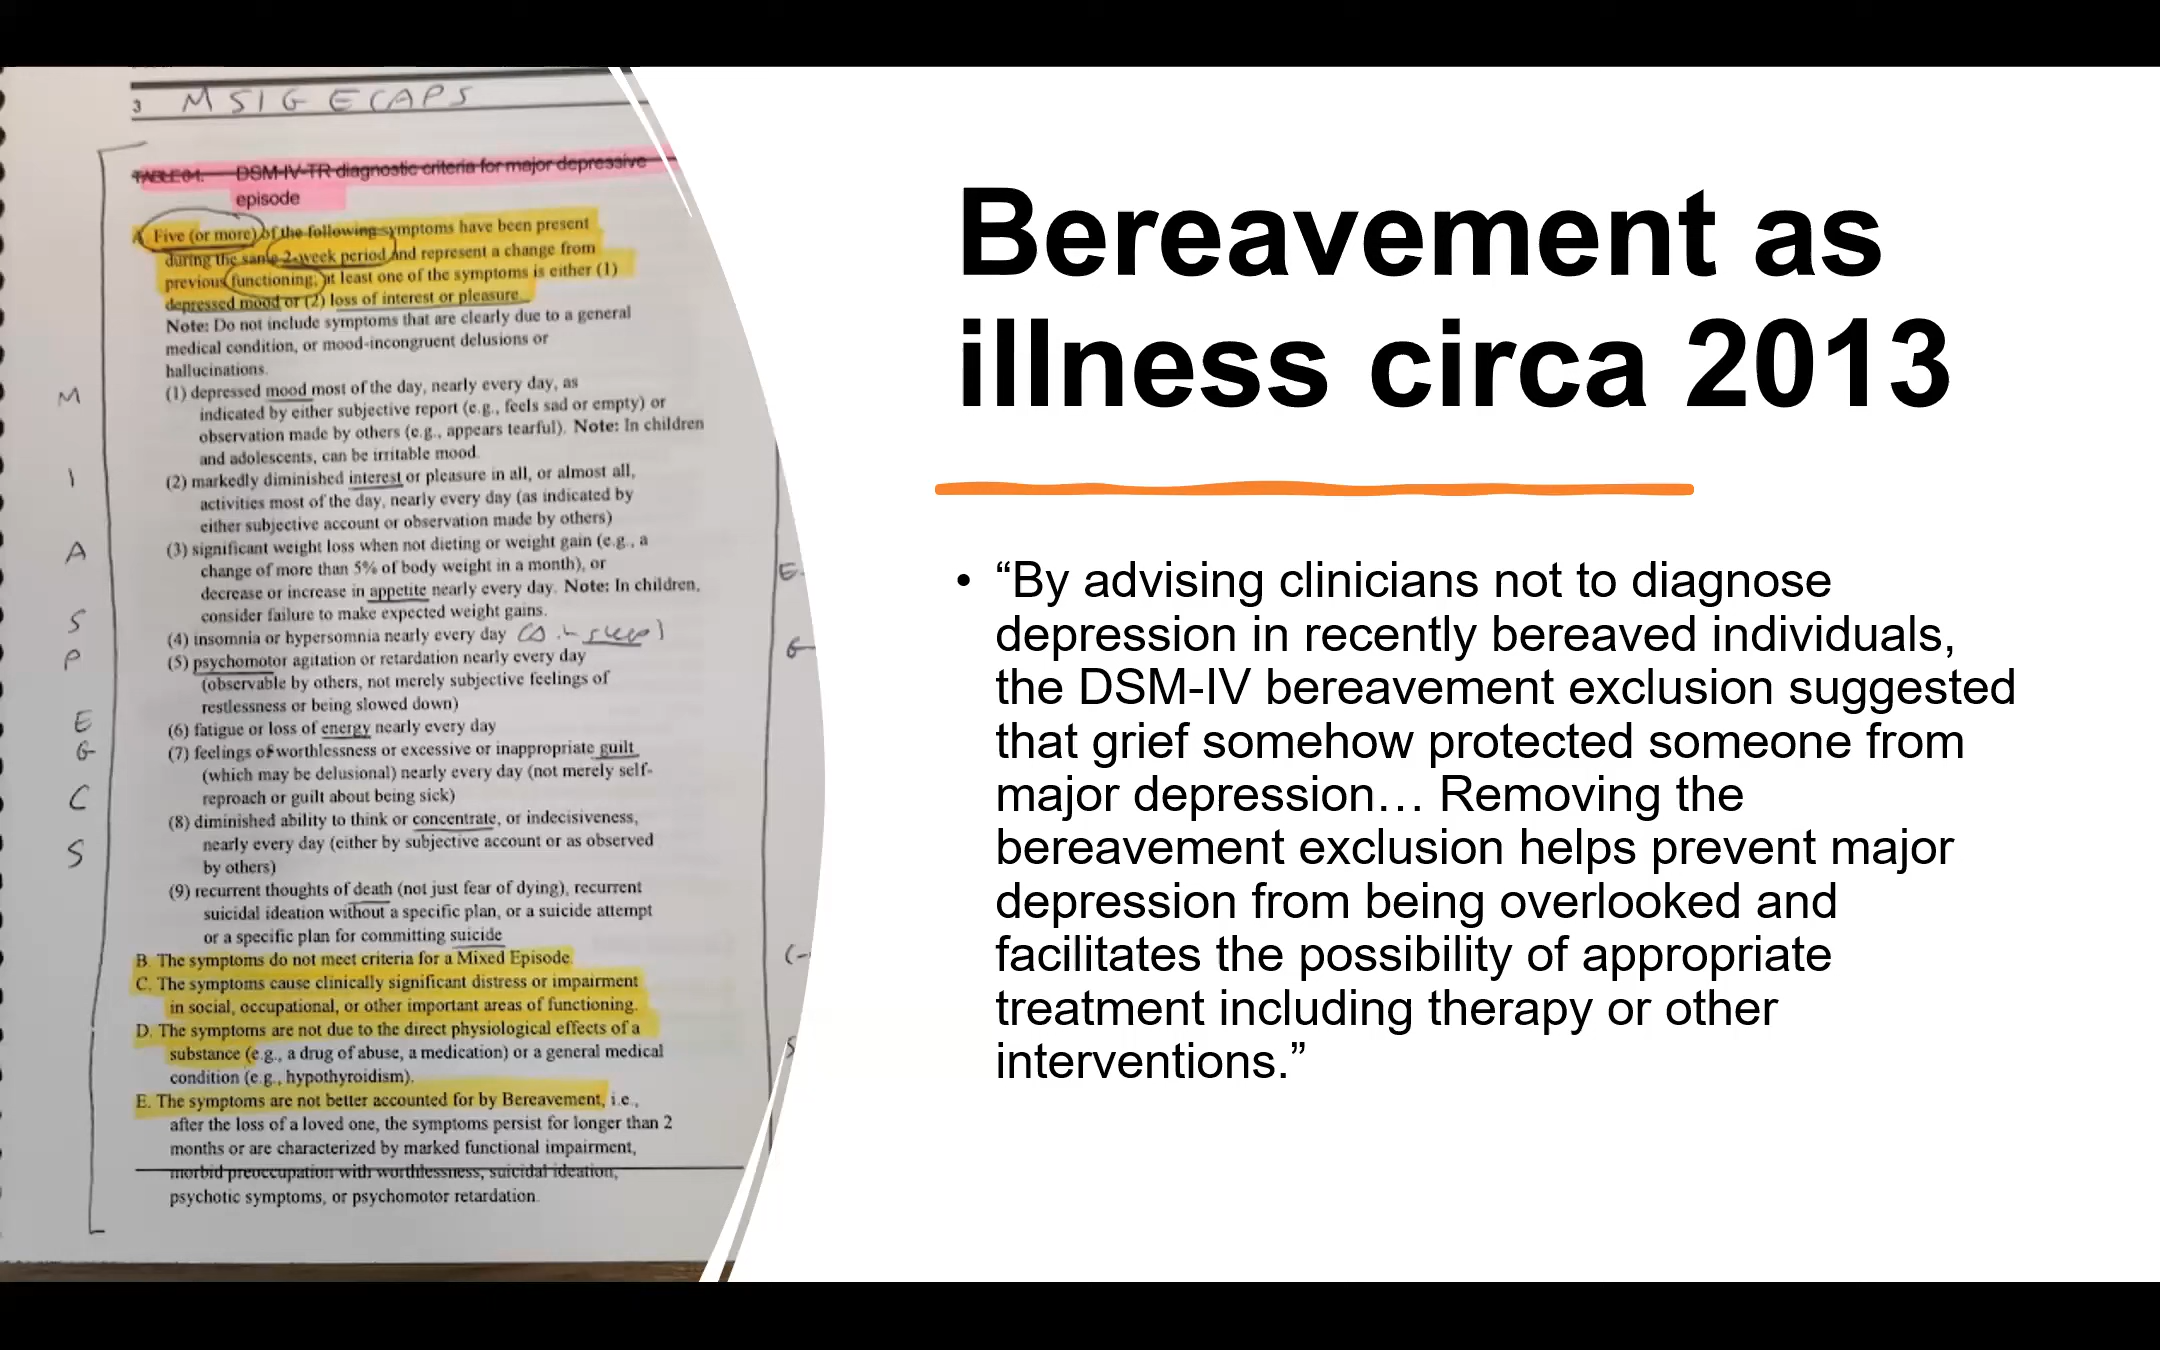 3 M S I G E C A P S
TABLE 3-1. DSM-IV-TR diagnostic criteria for major depressive
episode
A. Five (or more) of the following symptoms have been present
during the same 2-week period and represent a change from
previous functioning; at least one of the symptoms is either (1)
depressed mood or (2) loss of interest or pleasure.
Note: Do not include symptoms that are clearly due to a general
medical condition, or mood-incongruent delusions or
hallucinations.
M
(1) depressed mood most of the day, nearly every day, as
indicated by either subjective report (e.g., feels sad or empty) or
observation made by others (e.g., appears tearful). Note: In children
and adolescents, can be irritable mood.
I
(2) markedly diminished interest or pleasure in all, or almost all,
activities most of the day, nearly every day (as indicated by
either subjective account or observation made by others)
A
(3) significant weight loss when not dieting or weight gain (e.g., a
change of more than 5% of body weight in a month), or
decrease or increase in appetite nearly every day. Note: In children,
consider failure to make expected weight gains.
S
(4) insomnia or hypersomnia nearly every day sleep)
P
(5) psychomotor agitation or retardation nearly every day
(observable by others, not merely subjective feelings of
restlessness or being slowed down)
E
(6) fatigue or loss of energy nearly every day
G
(7) feelings of worthlessness or excessive or inappropriate guilt
(which may be delusional) nearly every day (not merely self-
reproach or guilt about being sick)
C
(8) diminished ability to think or concentrate, or indecisiveness,
nearly every day (either by subjective account or as observed
by others)
S
(9) recurrent thoughts of death (not just fear of dying), recurrent
suicidal ideation without a specific plan, or a suicide attempt
or a specific plan for committing suicide
B. The symptoms do not meet criteria for a Mixed Episode.
C. The symptoms cause clinically significant distress or impairment
in social, occupational, or other important areas of functioning.
D. The symptoms are not due to the direct physiological effects of a
substance (e.g., a drug of abuse, a medication) or a general medical
condition (e.g., hypothyroidism).
E. The symptoms are not better accounted for by Bereavement, i.e.,
after the loss of a loved one, the symptoms persist for longer than 2
months or are characterized by marked functional impairment,
morbid preoccupation with worthlessness, suicidal ideation,
psychotic symptoms, or psychomotor retardation.
E
G
C
S
Bereavement as
illness circa 2013
• “By advising clinicians not to diagnose
depression in recently bereaved individuals,
the DSM-IV bereavement exclusion suggested
that grief somehow protected someone from
major depression… Removing the
bereavement exclusion helps prevent major
depression from being overlooked and
facilitates the possibility of appropriate
treatment including therapy or other
interventions.”